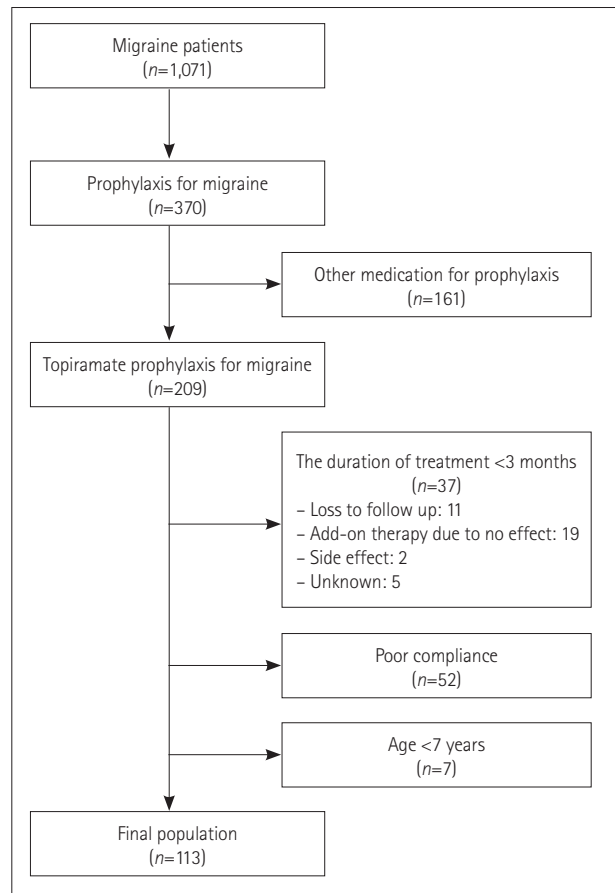 Migraine patients
(n=1,071)
Prophylaxis for migraine
(n=370)
Other medication for prophylaxis
(n=161)
Topiramate prophylaxis for migraine
(n=209)
The duration of treatment <3 months
(n=37)
– Loss to follow up: 11
– Add-on therapy due to no effect: 19
– Side effect: 2
– Unknown: 5
Poor compliance
(n=52)
Age <7 years
(n=7)
Final population
(n=113)